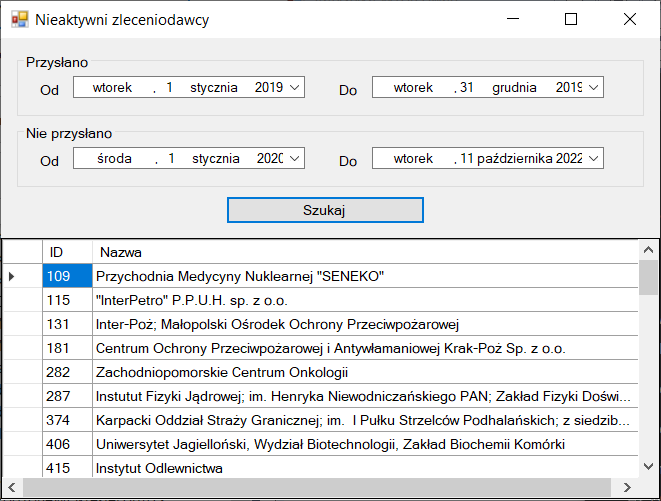 Nieaktywni zleceniodawcy
Przysłano
Od wtorek , 1 stycznia 2019 Do wtorek , 31 grudnia 2019
Nie przysłano
Od środa , 1 stycznia 2020 Do wtorek , 11 października 2022
Szukaj
ID Nazwa
109 Przychodnia Medycyny Nuklearnej "SENEKO"
115 "InterPetro" P.P.U.H. sp. z o.o.
131 Inter-Poż; Małopolski Ośrodek Ochrony Przeciwpożarowej
181 Centrum Ochrony Przeciwpożarowej i Antywłamaniowej Krak-Poż Sp. z o.o.
282 Zachodniopomorskie Centrum Onkologii
287 Instutut Fizyki Jądrowej; im. Henryka Niewodniczańskiego PAN; Zakład Fizyki Doświ...
374 Karpacki Oddział Straży Granicznej; im. I Pułku Strzelców Podhalańskich; z siedzib...
406 Uniwersytet Jagielloński, Wydział Biotechnologii, Zakład Biochemii Komórki
415 Instytut Odlewnictwa